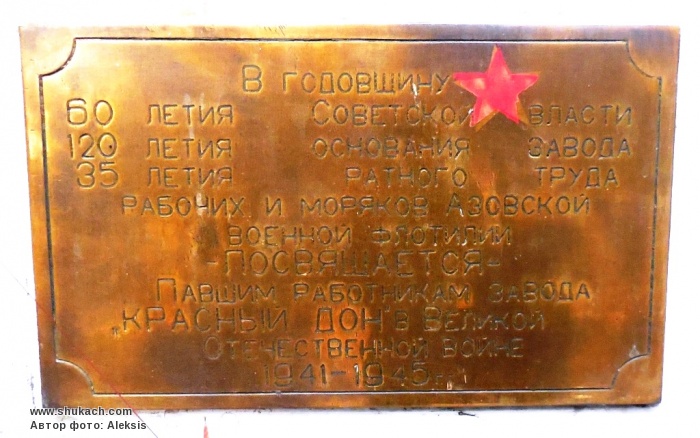 В годовщину
60 летия Советской власти
120 летия основания завода
35 летия ратного труда
рабочих и моряков Азовской
военной флотилии
-ПОСВЯЩАЕТСЯ-
Павшим работникам завода
„КРАСНЫЙ ДОН" в Великой
Отечественной войне
1941-1945г.г.
www.shukach.com
Автор фото: Aleksis